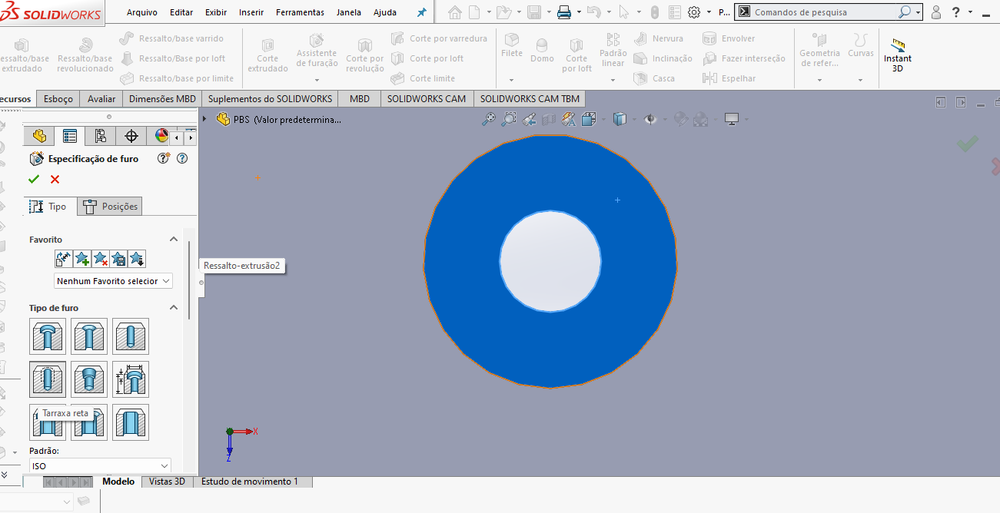 SOLIDWORKS
Arquivo Editar Exibir Inserir Ferramentas Janela Ajuda
P...
Comandos de pesquisa
?
essalto/base
extrudado
Ressalto/base
revolucionado
Ressalto/base varrido
Ressalto/Base por loft
Ressalto/base por limite
Corte
extrudado
Assistente
de furação
Corte por
revolução
Corte por varredura
Corte por loft
Corte limite
Filete
Domo
Corte
por loft
Padrão
linear
Nervura
Inclinação
Casca
Envolver
Fazer interseção
Espelhar
Geometria
de refer...
Curvas
Instant
3D
ecursos Esboço Avaliar Dimensões MBD Suplementos do SOLIDWORKS MBD SOLIDWORKS CAM SOLIDWORKS CAM TBM
PBS (Valor predetermina...
Especificação de furo
Tipo Posições
Favorito
Ressalto-extrusão2
Nenhum Favorito selecior
Tipo de furo
Tarraxa reta
X
Z
Padrão:
ISO
Modelo Vistas 3D Estudo de movimento 1